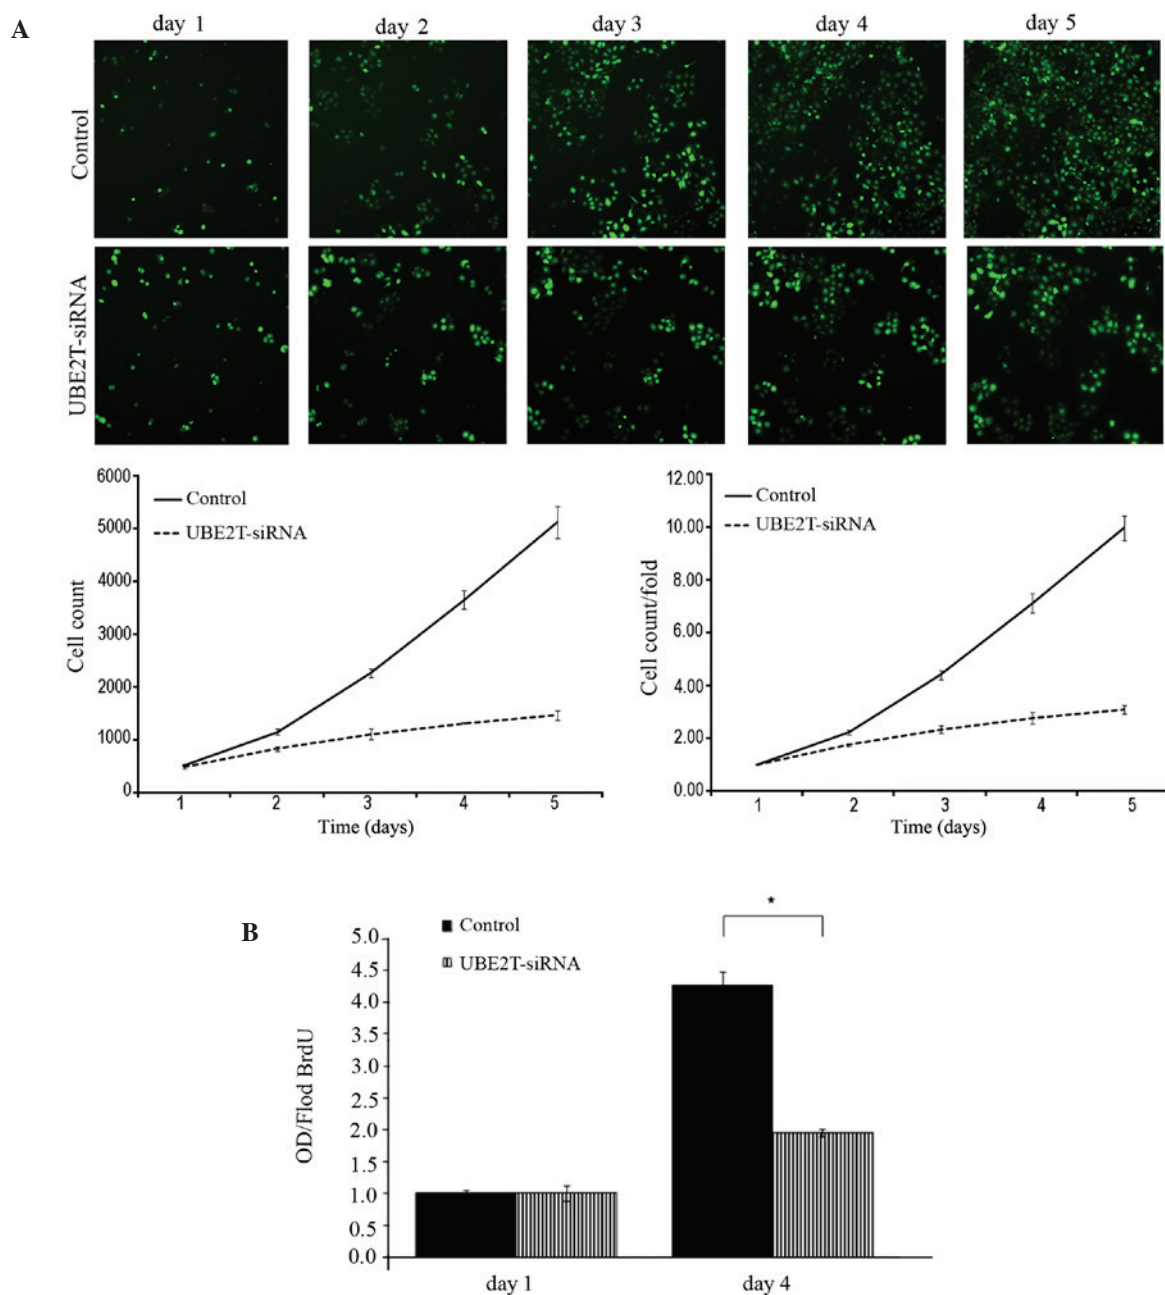 A
day 1 day 2 day 3 day 4 day 5
Control
UBE2T-siRNA
6000
5000
4000
3000
2000
1000
0
Cell count
Control
UBE2T-siRNA
1 2 3 4 5
Time (days)
12.00
10.00
8.00
6.00
4.00
2.00
0.00
Cell count/fold
Control
UBE2T-siRNA
1 2 3 4 5
Time (days)
B
Control
UBE2T-siRNA
*
5.0
4.5
4.0
3.5
3.0
2.5
2.0
1.5
1.0
0.5
0.0
OD/Flod BrdU
day 1 day 4